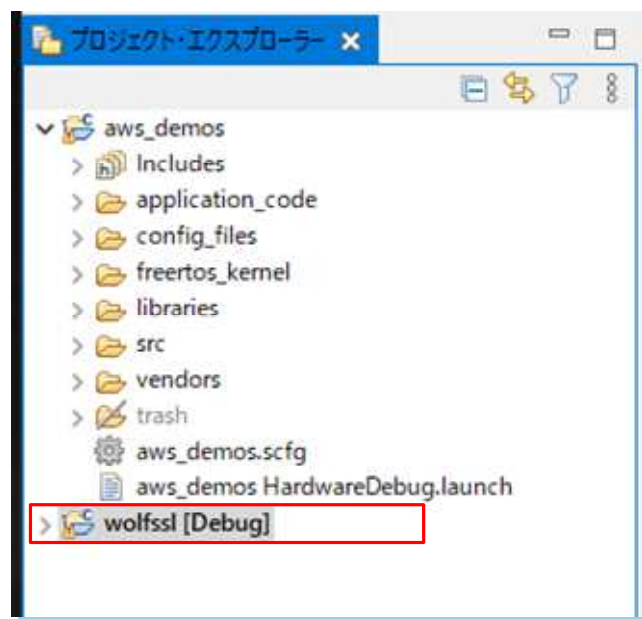 プロジェクト・エクスプローラー
aws_demos
Includes
application_code
config_files
freertos_kernel
libraries
src
vendors
trash
aws_demos.scfg
aws_demos HardwareDebug.launch
wolfssl [Debug]